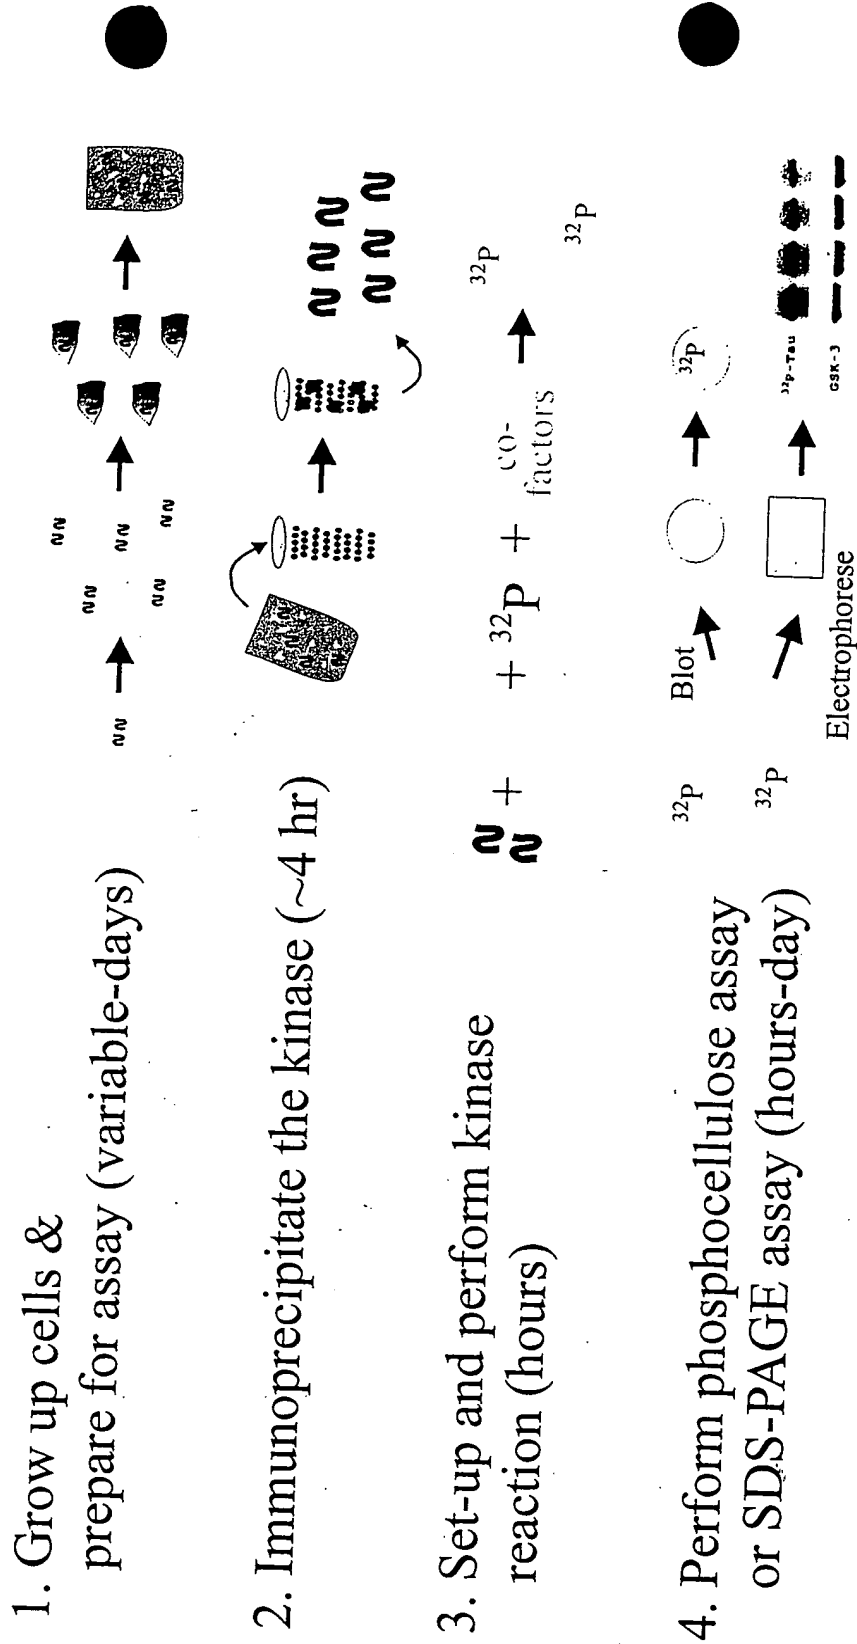 1. Grow up cells &
prepare for assay (variable-days)
2. Immunoprecipitate the kinase (~4 hr)
3. Set-up and perform kinase
reaction (hours)
+ + ³²P + co-
factors
³²P
³²P
4. Perform phosphocellulose assay
or SDS-PAGE assay (hours-day)
³²P
³²P
Blot
Electrophorese
³²P
³²P-Tau
GSK-3